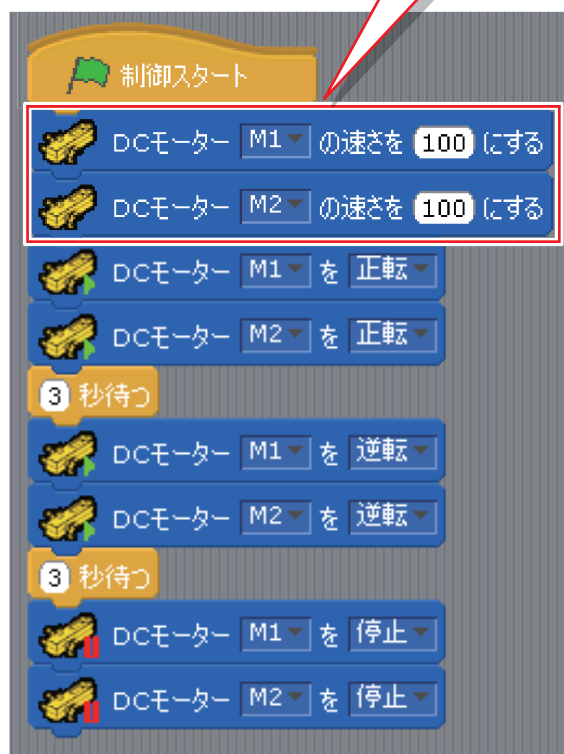 制御スタート
DCモーター M1 の速さを 100 にする
DCモーター M2 の速さを 100 にする
DCモーター M1 を 正転
DCモーター M2 を 正転
3 秒待つ
DCモーター M1 を 逆転
DCモーター M2 を 逆転
3 秒待つ
DCモーター M1 を 停止
DCモーター M2 を 停止